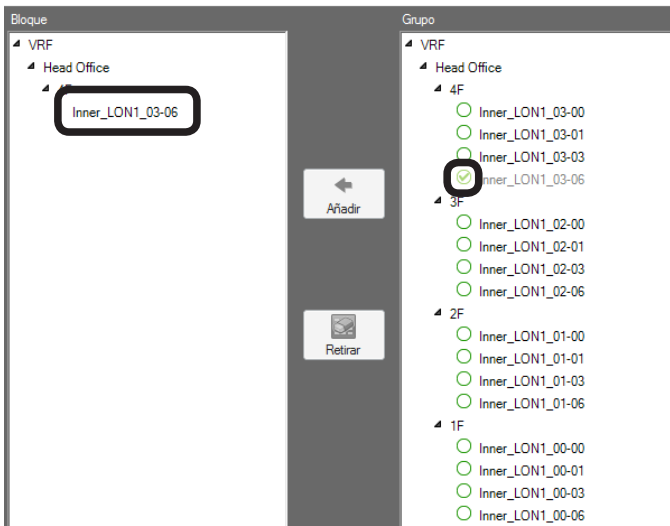 Bloque
VRF
Head Office
Inner_LON1_03-06
Añadir
Retirar
Grupo
VRF
Head Office
4F
Inner_LON1_03-00
Inner_LON1_03-01
Inner_LON1_03-03
Inner_LON1_03-06
3F
Inner_LON1_02-00
Inner_LON1_02-01
Inner_LON1_02-03
Inner_LON1_02-06
2F
Inner_LON1_01-00
Inner_LON1_01-01
Inner_LON1_01-03
Inner_LON1_01-06
1F
Inner_LON1_00-00
Inner_LON1_00-01
Inner_LON1_00-03
Inner_LON1_00-06